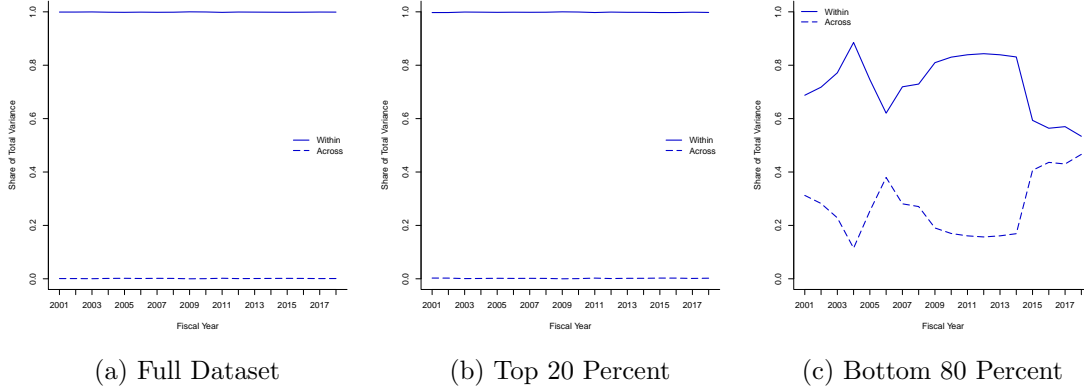 1.0
0.8
0.6
0.4
0.2
0.0
Share of Total Variance
Within
Across
2001 2003 2005 2007 2009 2011 2013 2015 2017
Fiscal Year
(a) Full Dataset
1.0
0.8
0.6
0.4
0.2
0.0
Share of Total Variance
Within
Across
2001 2003 2005 2007 2009 2011 2013 2015 2017
Fiscal Year
(b) Top 20 Percent
Within
Across
1.0
0.8
0.6
0.4
0.2
0.0
Share of Total Variance
2001 2003 2005 2007 2009 2011 2013 2015 2017
Fiscal Year
(c) Bottom 80 Percent